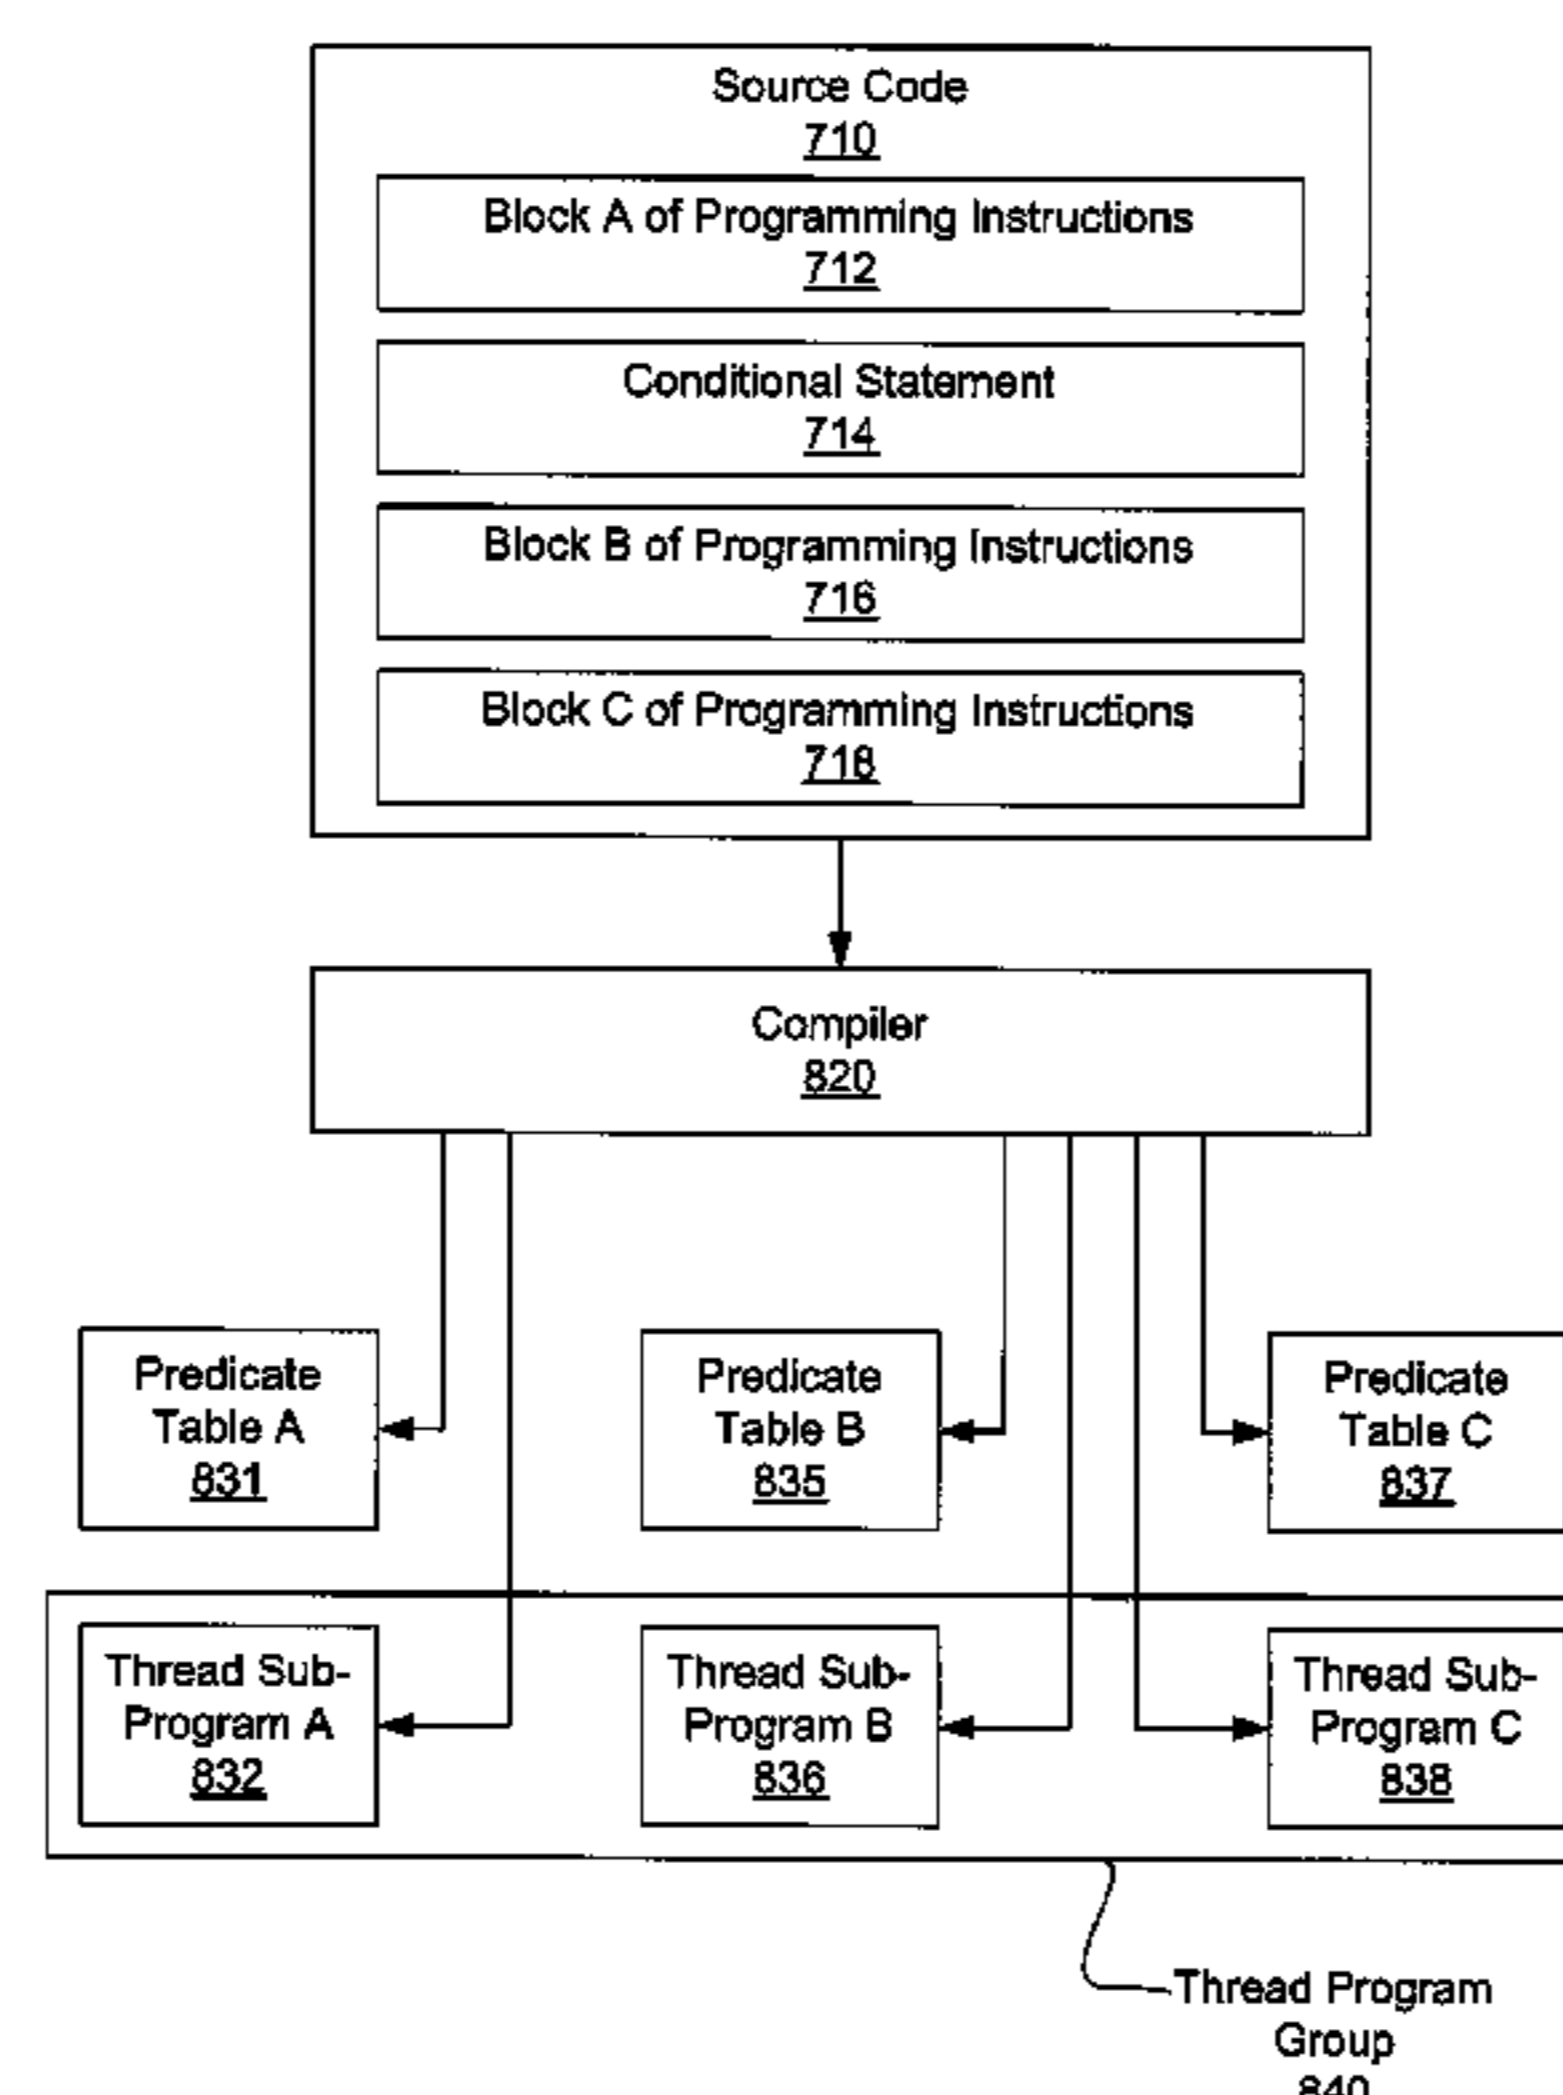 Source Code
710
Block A of Programming Instructions
712
Conditional Statement
714
Block B of Programming Instructions
716
Block C of Programming Instructions
718
Compiler
820
Predicate
Table A
831
Predicate
Table B
835
Predicate
Table C
837
Thread Sub-
Program A
832
Thread Sub-
Program B
836
Thread Sub-
Program C
838
Thread Program
Group
840